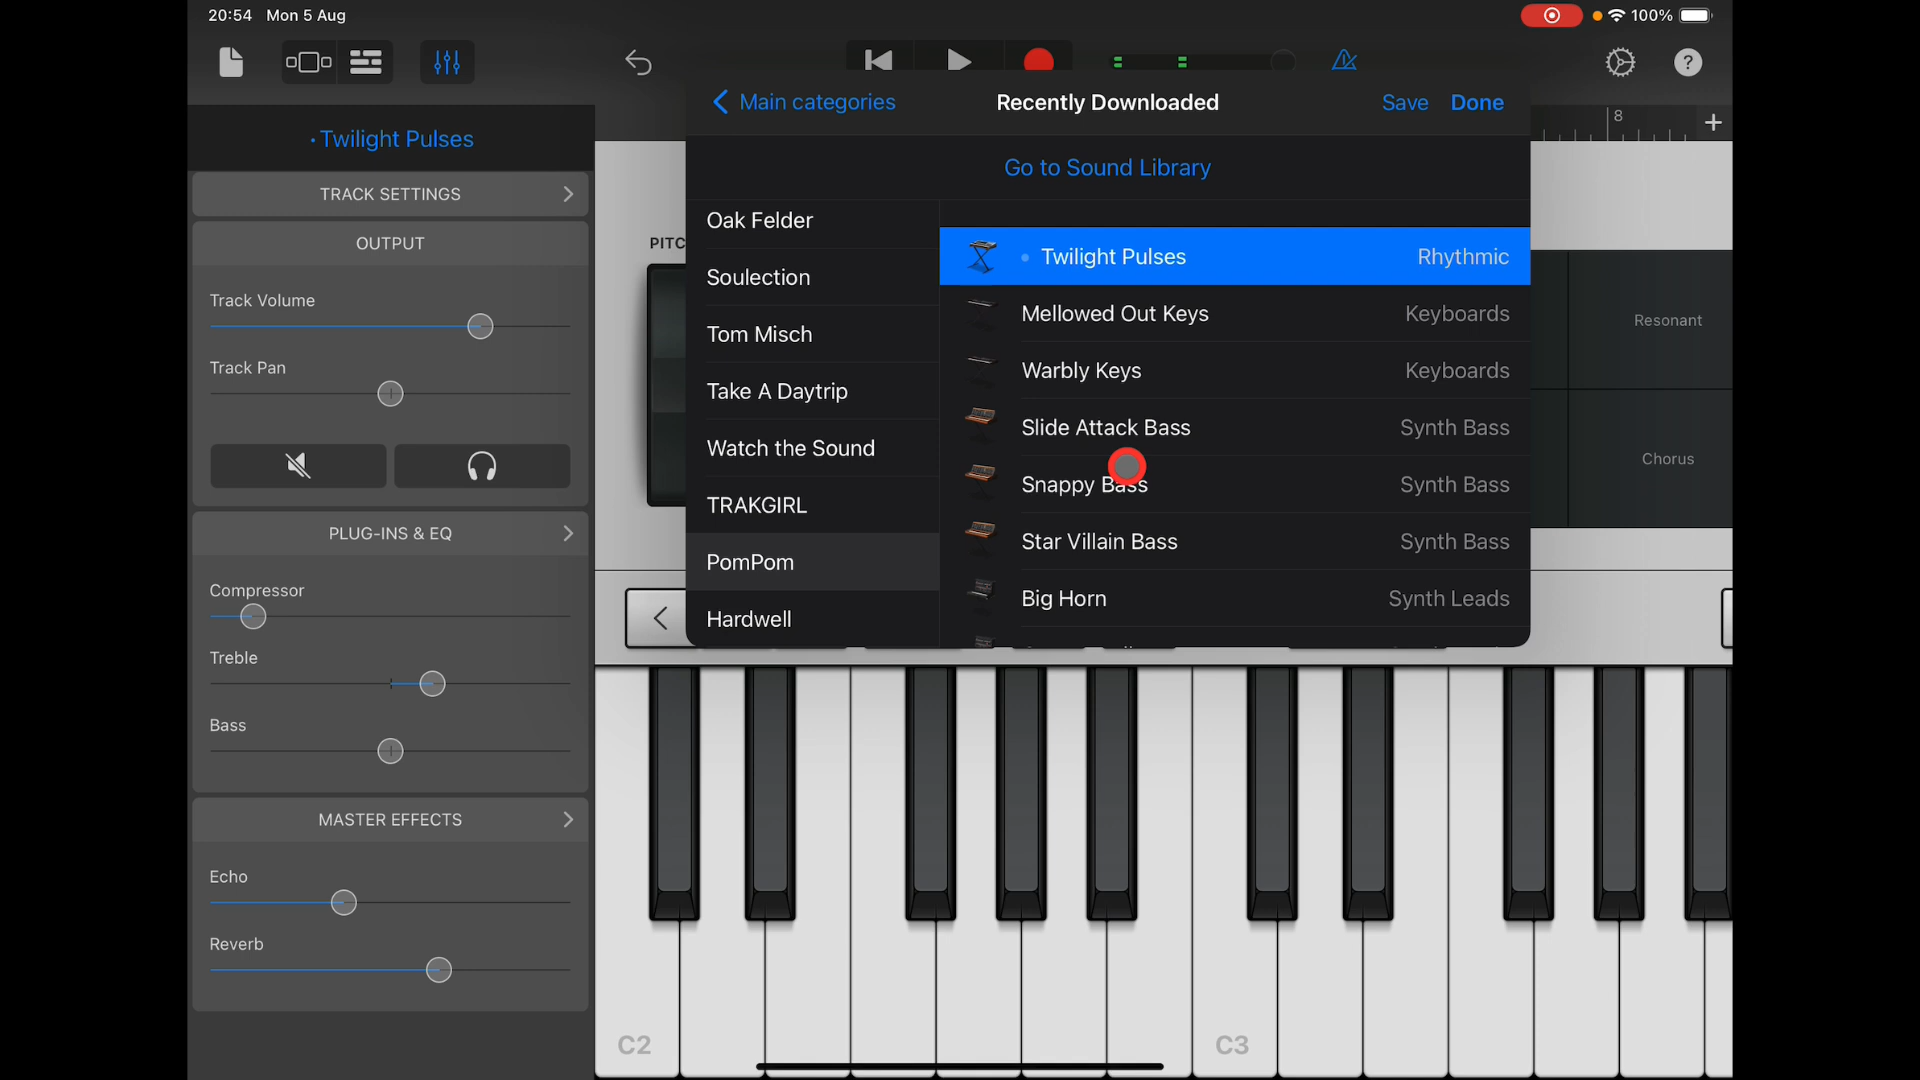 20:54 Mon 5 Aug
100%
Main categories
Recently Downloaded
Save Done
8
+
• Twilight Pulses
Go to Sound Library
TRACK SETTINGS
OUTPUT
Track Volume
Track Pan
PLUG-INS & EQ
Compressor
Treble
Bass
MASTER EFFECTS
Echo
Reverb
Oak Felder
Soulection
Tom Misch
Take A Daytrip
Watch the Sound
TRAKGIRL
PomPom
Hardwell
• Twilight Pulses Rhythmic
Mellowed Out Keys Keyboards
Warbly Keys Keyboards
Slide Attack Bass Synth Bass
Snappy Bass Synth Bass
Star Villain Bass Synth Bass
Big Horn Synth Leads
Resonant
Chorus
C2
C3